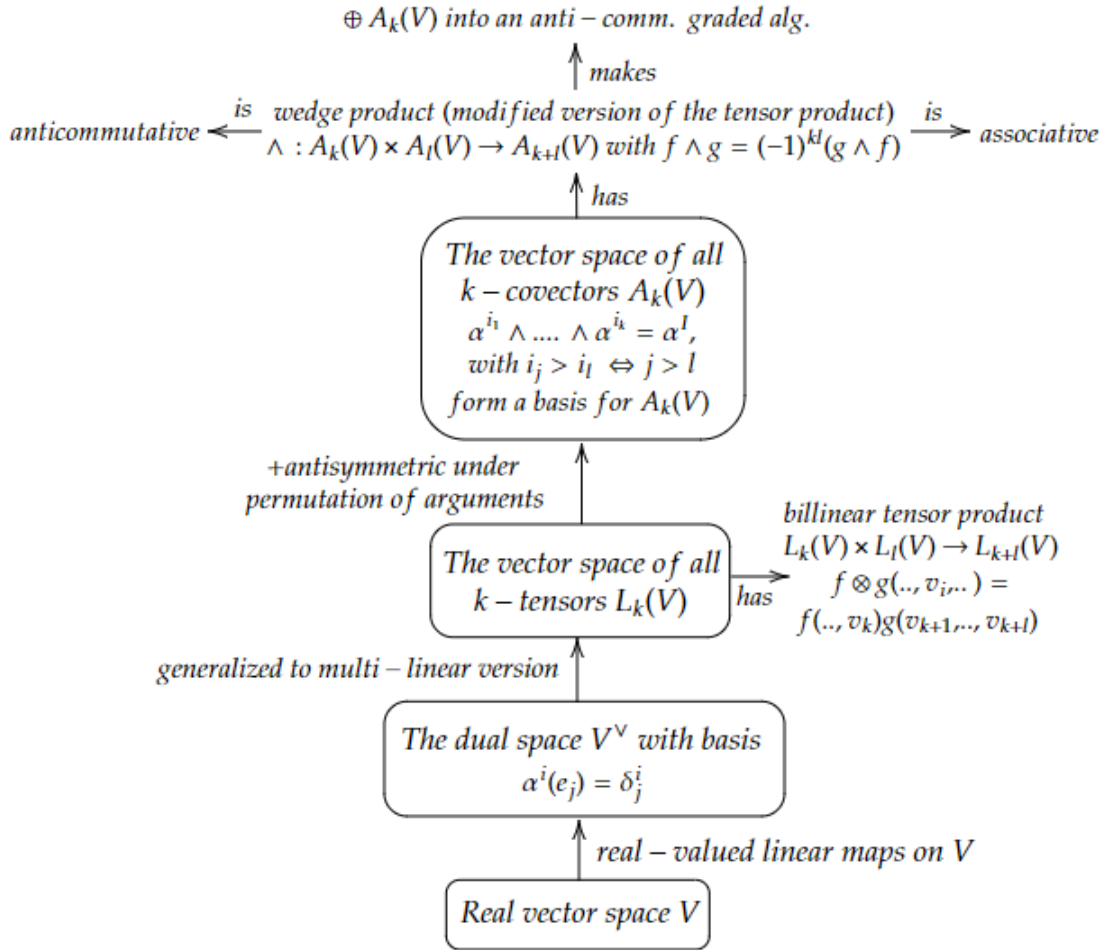 ⊕ A_k(V) into an anti − comm. graded alg.
makes
is
wedge product (modified version of the tensor product)
is
anticommutative
∧ : A_k(V) × A_l(V) → A_{k+l}(V) with f ∧ g = (−1)^{kl}(g ∧ f)
associative
has
The vector space of all
k − covectors A_k(V)
α^{i_1} ∧ .... ∧ α^{i_k} = α^I,
with i_j > i_l ⇔ j > l
form a basis for A_k(V)
+antisymmetric under
permutation of arguments
The vector space of all
k − tensors L_k(V)
has
billinear tensor product
L_k(V) × L_l(V) → L_{k+l}(V)
f ⊗ g(.., v_i,.. ) =
f(.., v_k)g(v_{k+1},.., v_{k+l})
generalized to multi − linear version
The dual space V^∨ with basis
α^i(e_j) = δ^i_j
real − valued linear maps on V
Real vector space V